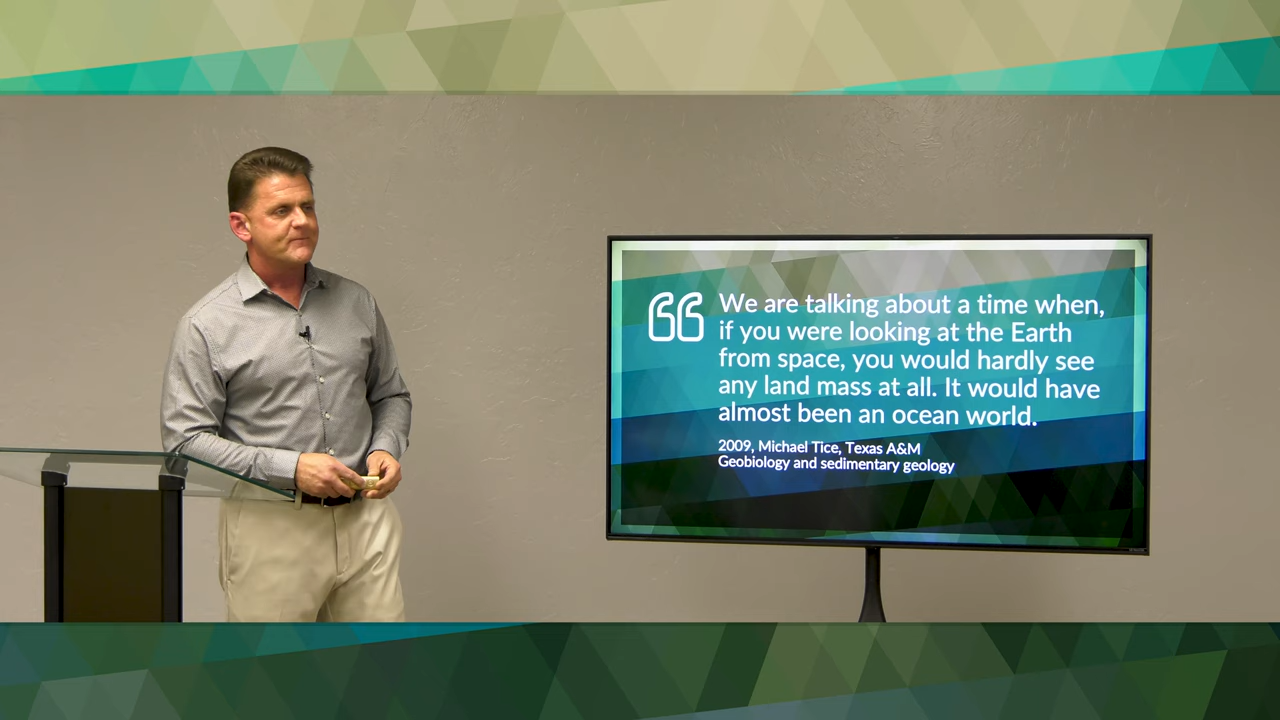 We are talking about a time when,
if you were looking at the Earth
from space, you would hardly see
any land mass at all. It would have
almost been an ocean world.
2009, Michael Tice, Texas A&M
Geobiology and sedimentary geology